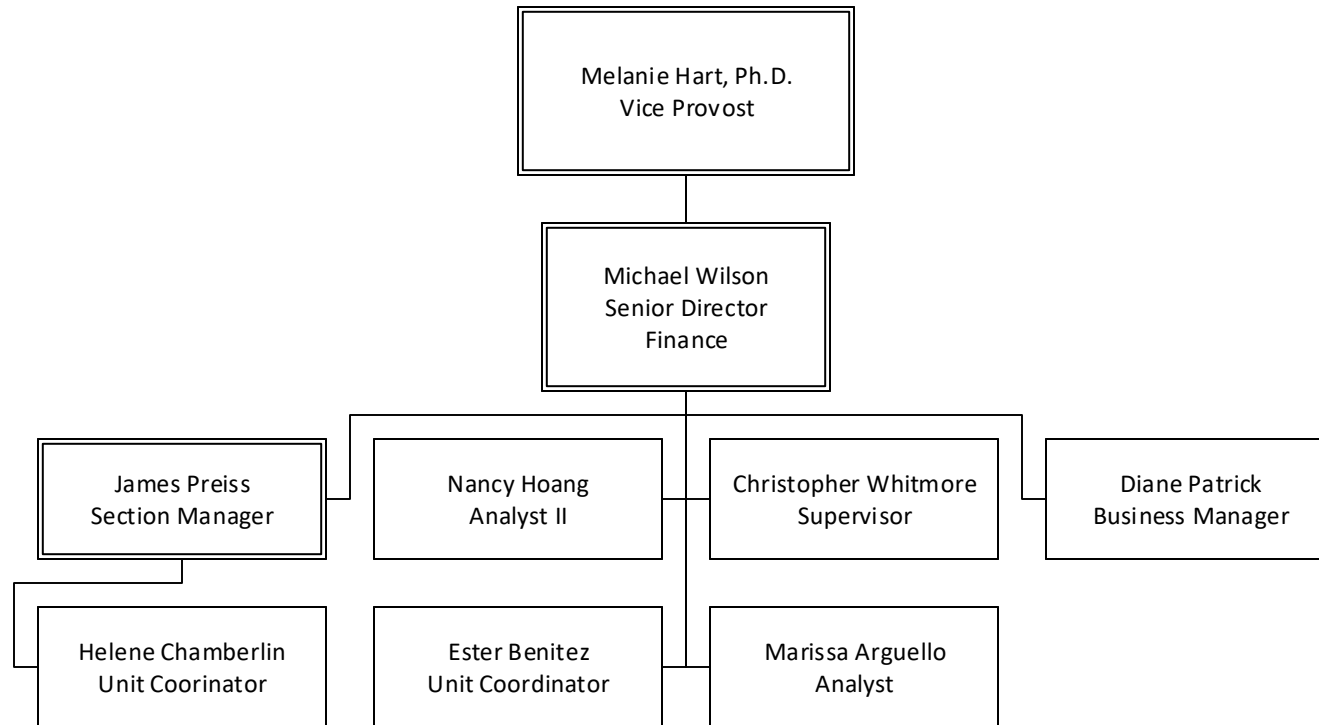 Melanie Hart, Ph.D.
Vice Provost
Michael Wilson
Senior Director
Finance
James Preiss
Section Manager
Nancy Hoang
Analyst II
Christopher Whitmore
Supervisor
Diane Patrick
Business Manager
Helene Chamberlin
Unit Coorinator
Ester Benitez
Unit Coordinator
Marissa Arguello
Analyst